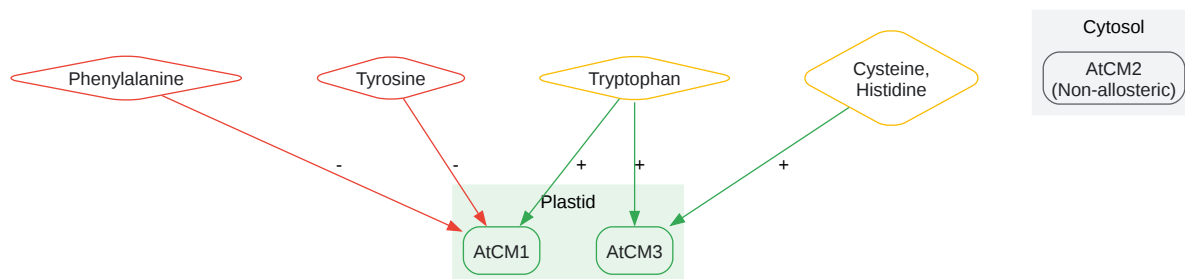 Cytosol
Phenylalanine
Tyrosine
Tryptophan
Cysteine,
Histidine
AtCM2
(Non-allosteric)
-
-
+
+
+
Plastid
AtCM1
AtCM3